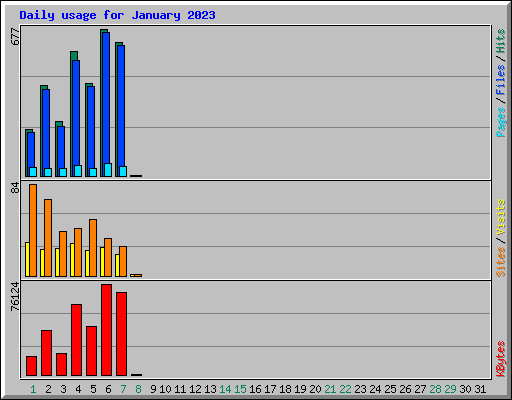 Daily usage for January 2023
677
Pages / Files / Hits
84
Sites / Visits
76124
KBytes
1 2 3 4 5 6 7 8 9 10 11 12 13 14 15 16 17 18 19 20 21 22 23 24 25 26 27 28 29 30 31